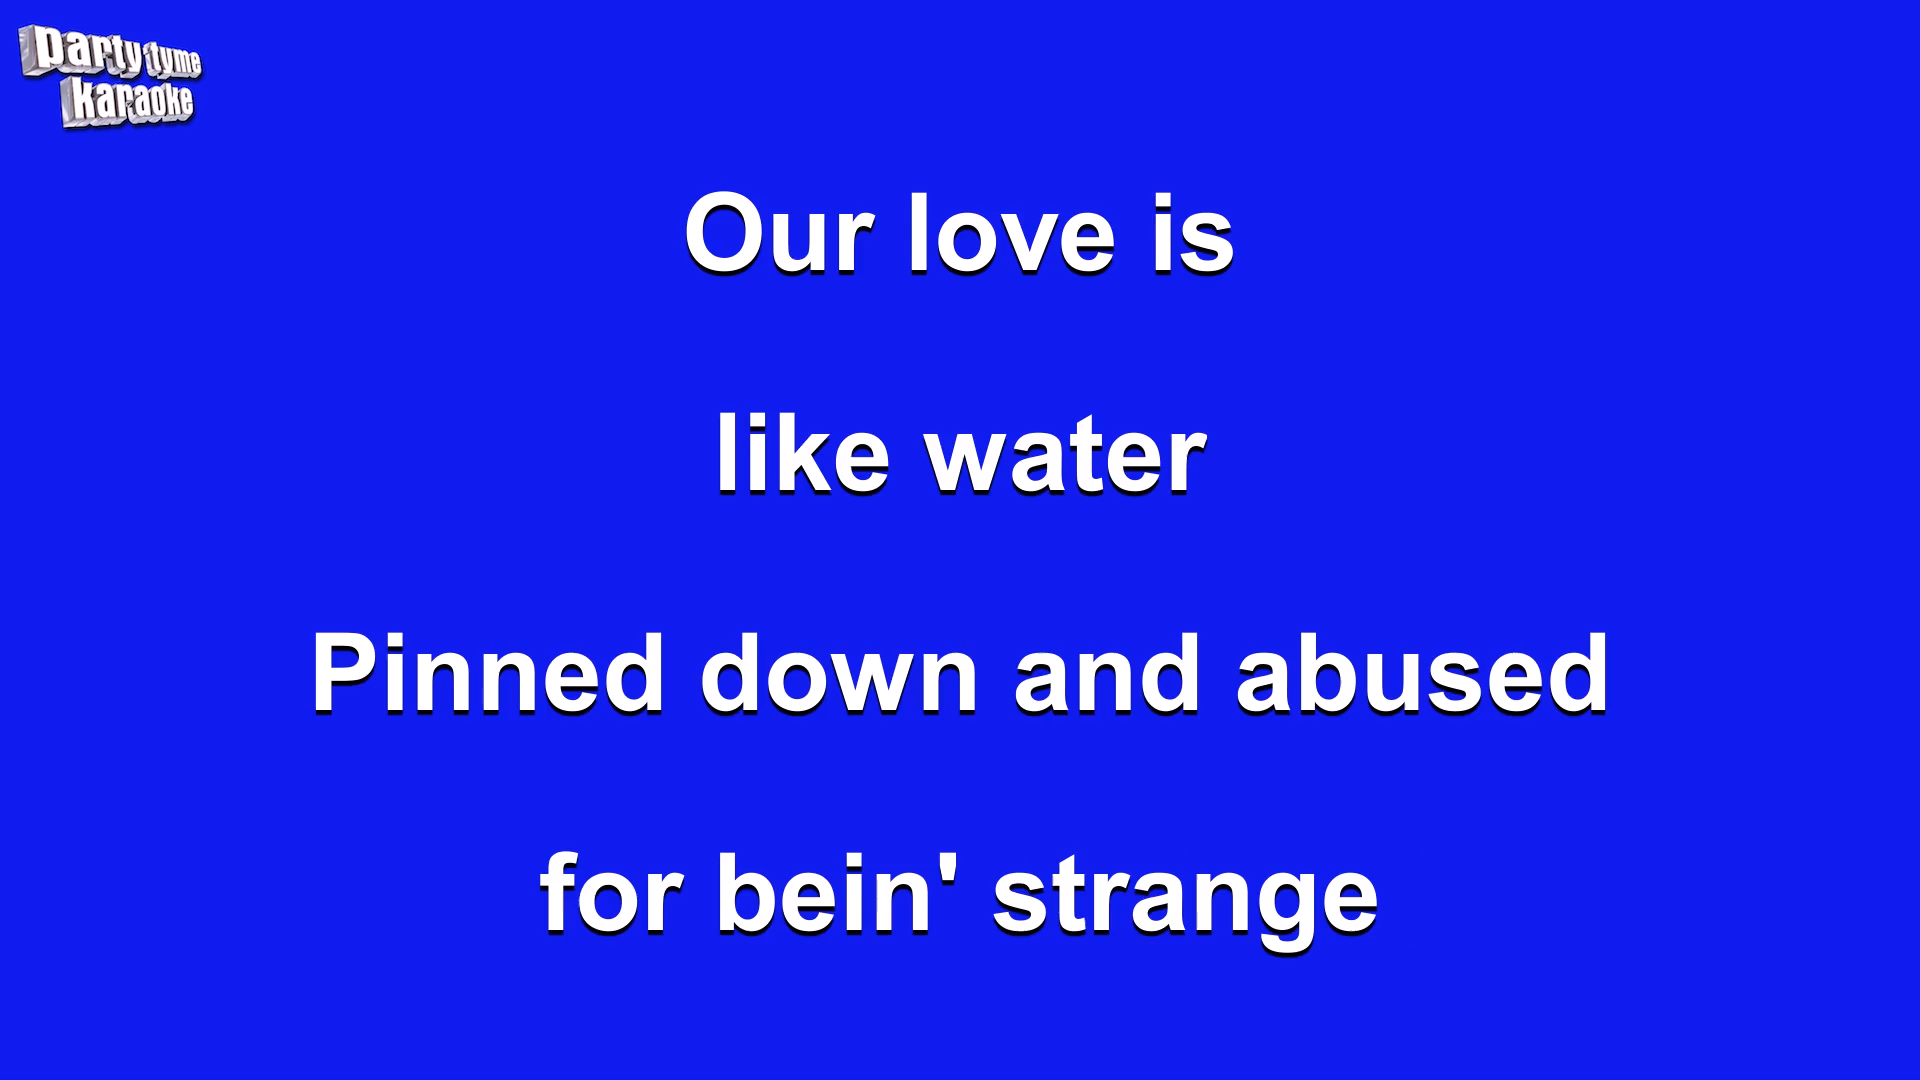 party tyme
karaoke
Our love is
like water
Pinned down and abused
for bein' strange